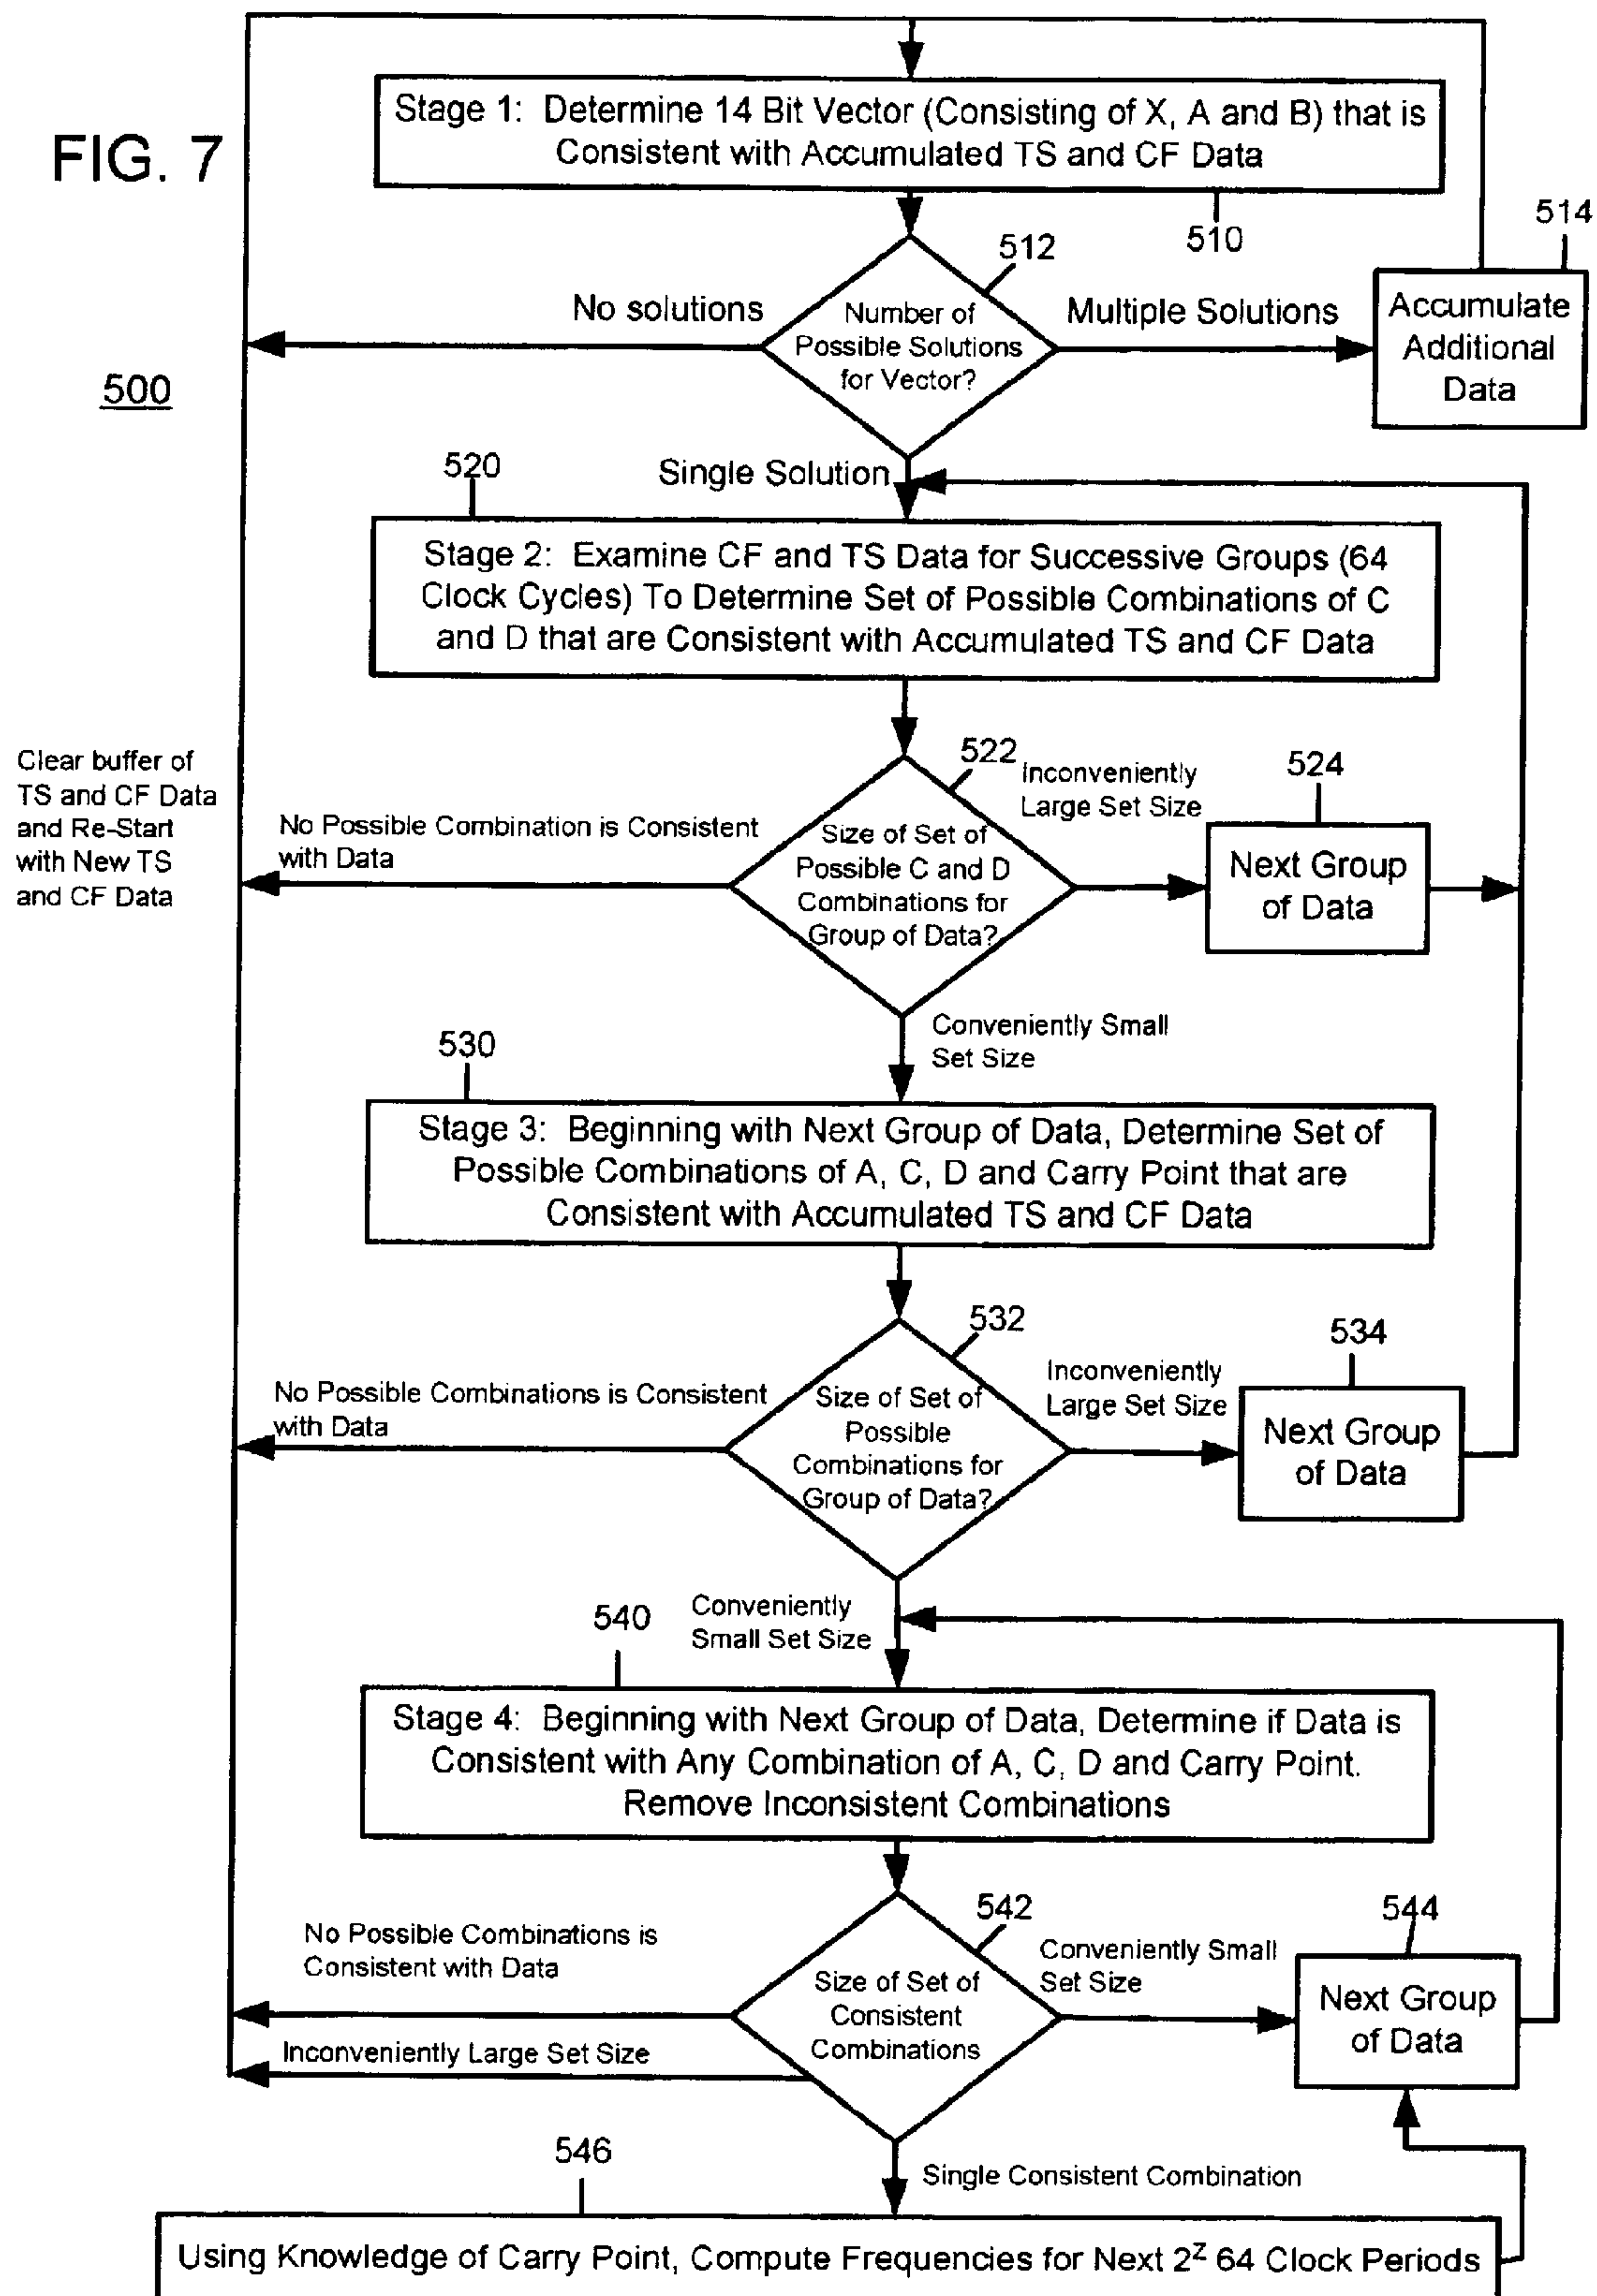 FIG. 7
500
Stage 1: Determine 14 Bit Vector (Consisting of X, A and B) that is
Consistent with Accumulated TS and CF Data
510
512
514
No solutions
Number of
Possible Solutions
for Vector?
Multiple Solutions
Accumulate
Additional
Data
Single Solution
520
Stage 2: Examine CF and TS Data for Successive Groups (64
Clock Cycles) To Determine Set of Possible Combinations of C
and D that are Consistent with Accumulated TS and CF Data
Clear buffer of
TS and CF Data
and Re-Start
with New TS
and CF Data
522
Inconveniently
Large Set Size
524
No Possible Combination is Consistent
with Data
Size of Set of
Possible C and D
Combinations for
Group of Data?
Next Group
of Data
Conveniently Small
Set Size
530
Stage 3: Beginning with Next Group of Data, Determine Set of
Possible Combinations of A, C, D and Carry Point that are
Consistent with Accumulated TS and CF Data
532
534
No Possible Combinations is Consistent
with Data
Size of Set of
Possible
Combinations for
Group of Data?
Inconveniently
Large Set Size
Next Group
of Data
540
Conveniently
Small Set Size
Stage 4: Beginning with Next Group of Data, Determine if Data is
Consistent with Any Combination of A, C, D and Carry Point.
Remove Inconsistent Combinations
542
544
No Possible Combinations is
Consistent with Data
Size of Set of
Consistent
Combinations
Conveniently Small
Set Size
Next Group
of Data
Inconveniently Large Set Size
546
Single Consistent Combination
Using Knowledge of Carry Point, Compute Frequencies for Next 2^Z 64 Clock Periods